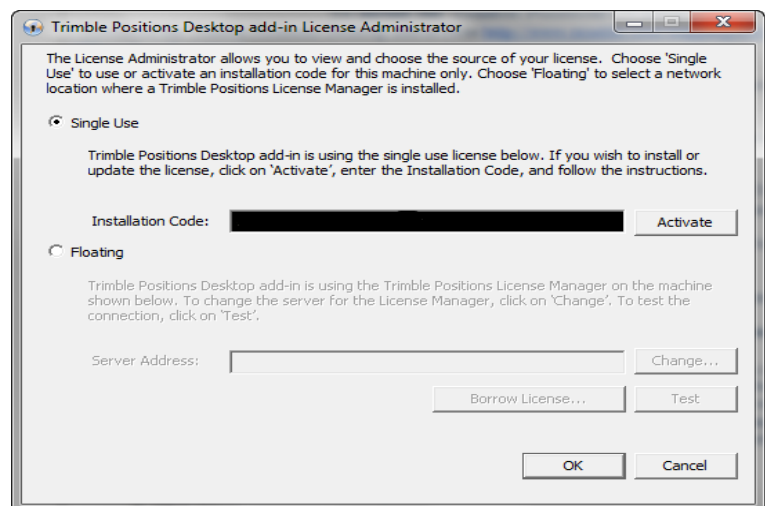 Trimble Positions Desktop add-in License Administrator
The License Administrator allows you to view and choose the source of your license. Choose 'Single
Use' to use or activate an installation code for this machine only. Choose 'Floating' to select a network
location where a Trimble Positions License Manager is installed.
Single Use
Trimble Positions Desktop add-in is using the single use license below. If you wish to install or
update the license, click on 'Activate', enter the Installation Code, and follow the instructions.
Installation Code:
Activate
Floating
Trimble Positions Desktop add-in is using the Trimble Positions License Manager on the machine
shown below. To change the server for the License Manager, click on 'Change'. To test the
connection, click on 'Test'.
Server Address:
Change...
Borrow License...
Test
OK
Cancel